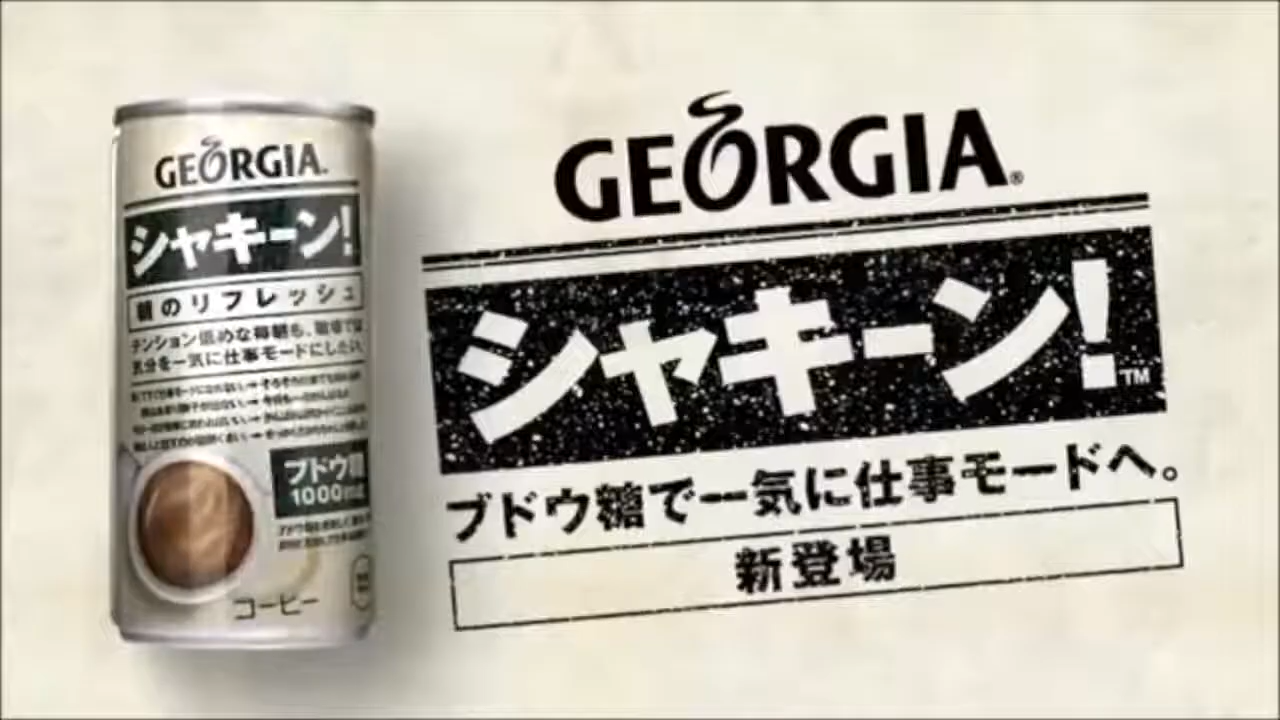 GEORGIA®
シャキーン!
朝のリフレッシュ
テンション低めな毎朝も、職場では
気分を一気に仕事モードにしたい。
ブドウ糖
1000mg
コーヒー
GEORGIA®
シャキーン!™
ブドウ糖で一気に仕事モードへ。
新登場